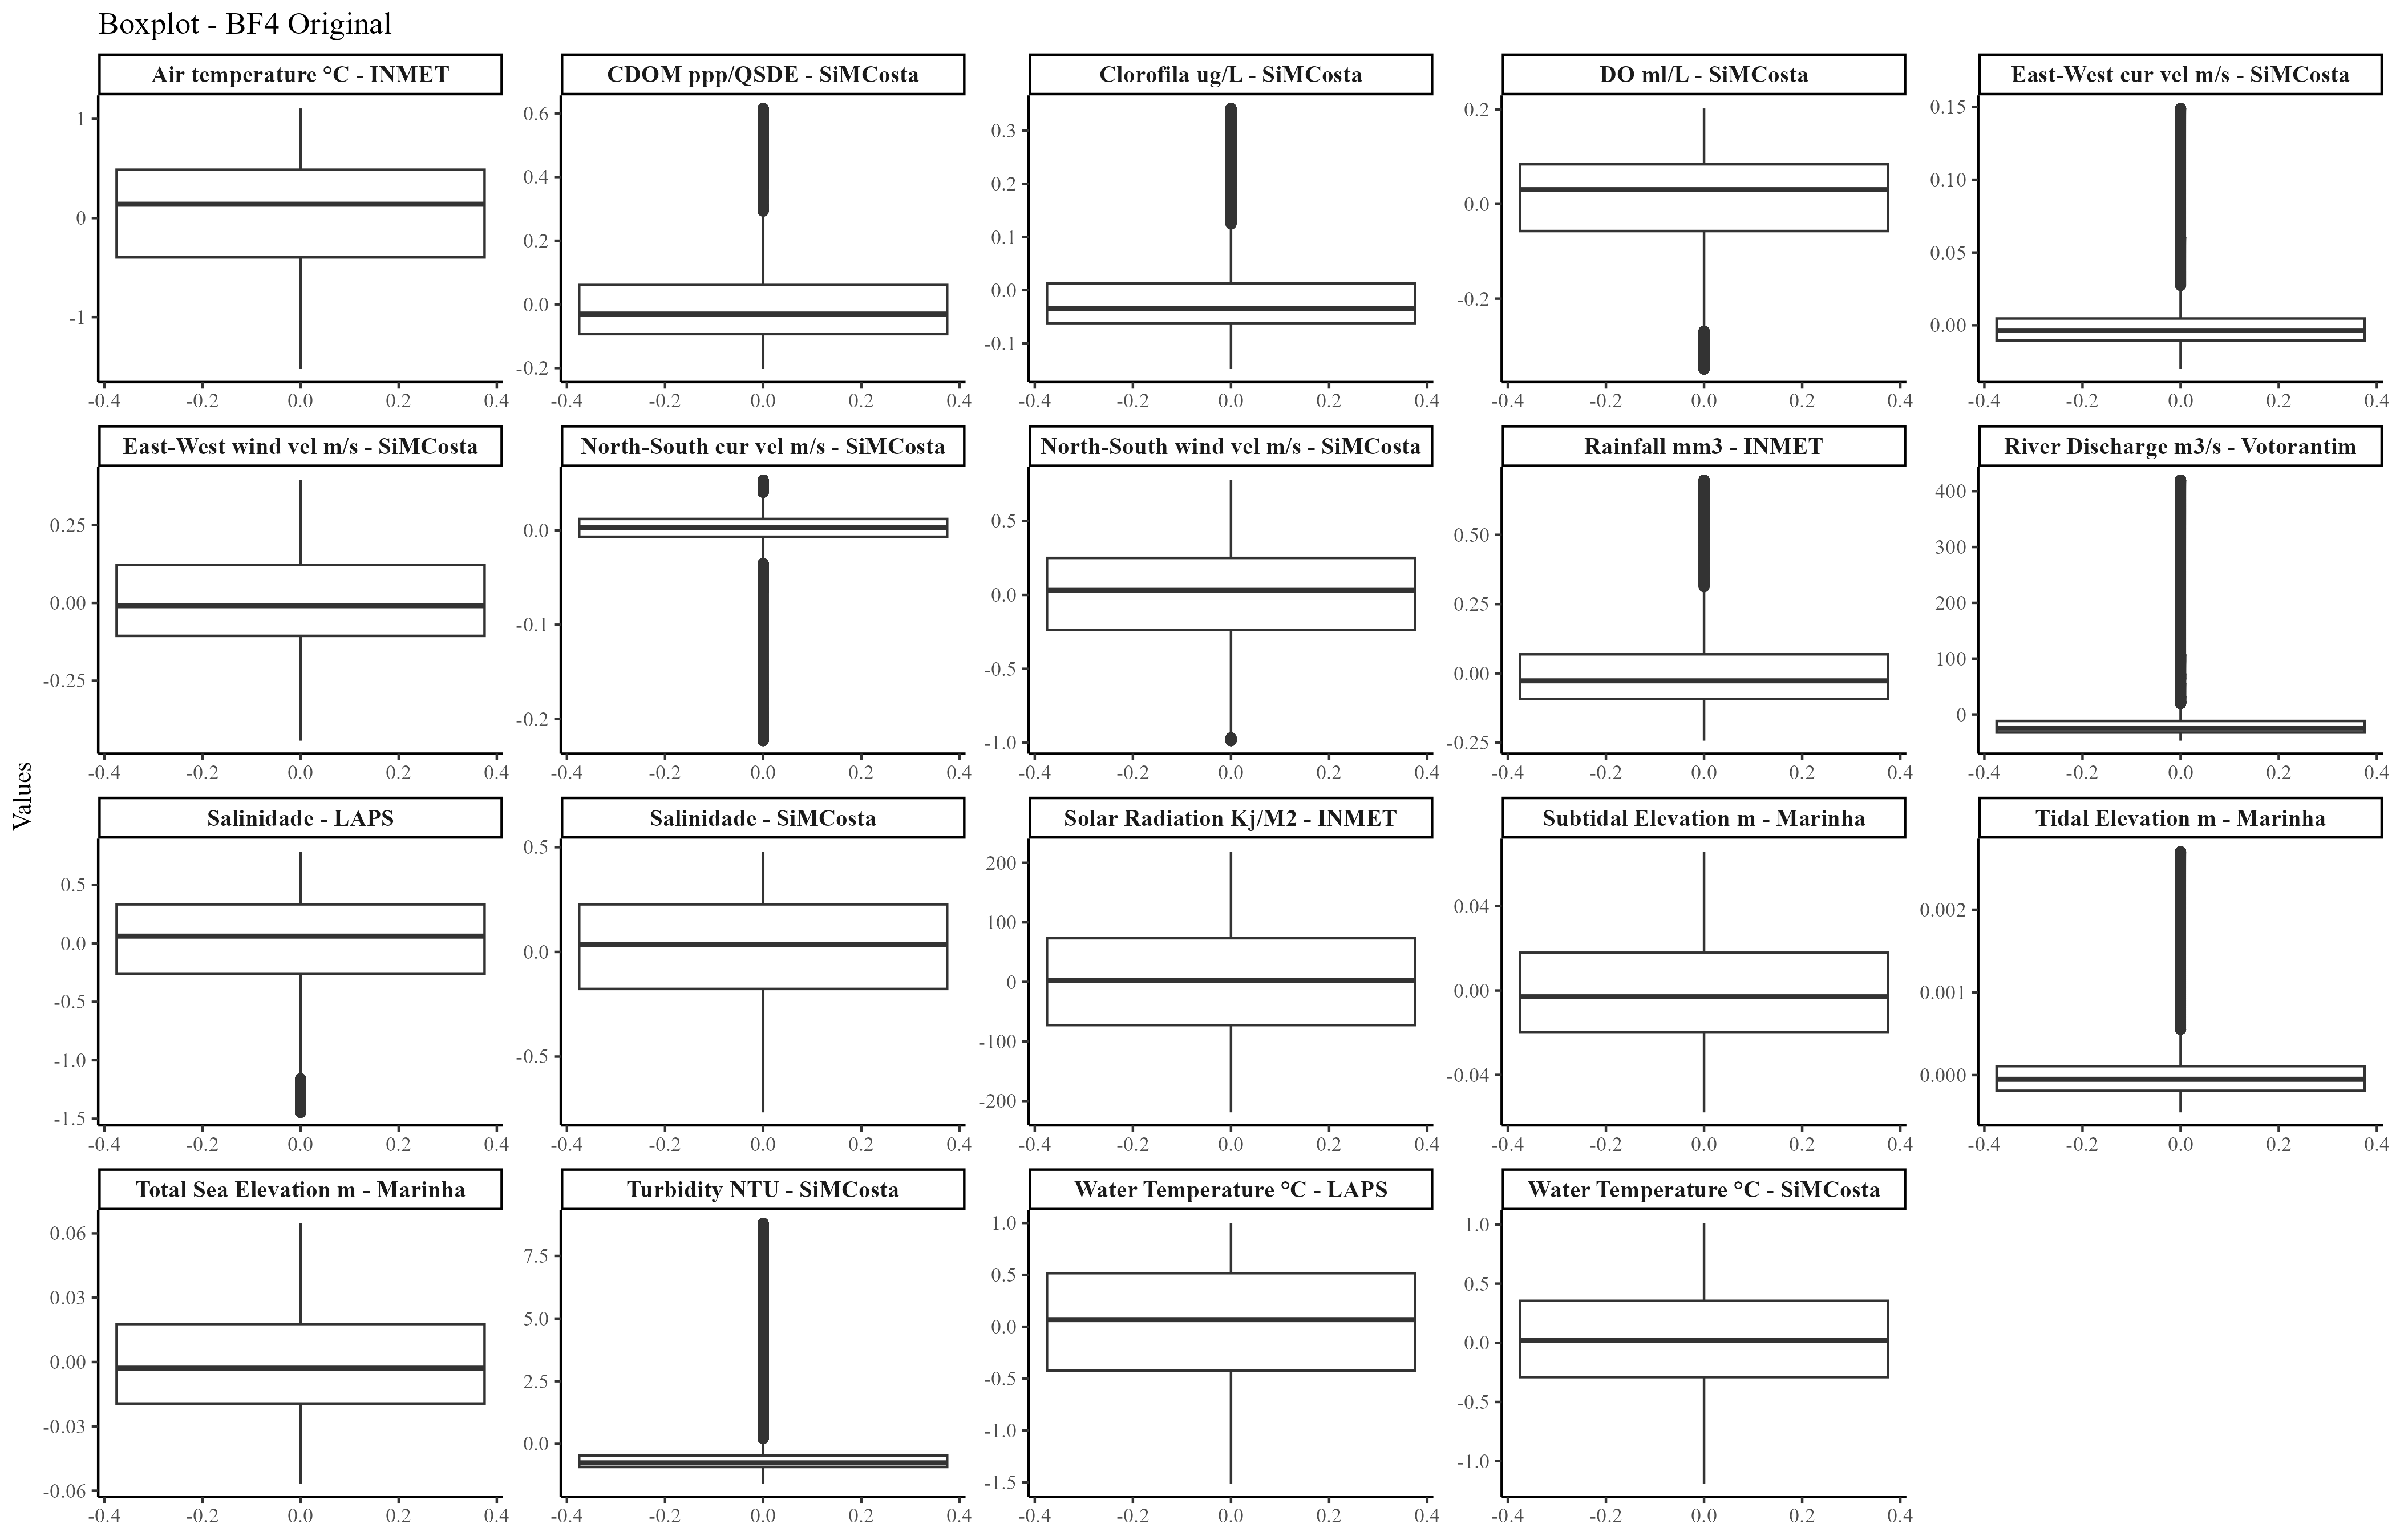 Boxplot - BF4 Original
Air temperature °C - INMET
CDOM ppp/QSDE - SiMCosta
Clorofila ug/L - SiMCosta
DO ml/L - SiMCosta
East-West cur vel m/s - SiMCosta
1
0
-1
0.6
0.4
0.2
0.0
-0.2
0.3
0.2
0.1
0.0
-0.1
0.2
0.0
-0.2
0.15
0.10
0.05
0.00
-0.4 -0.2 0.0 0.2 0.4
-0.4 -0.2 0.0 0.2 0.4
-0.4 -0.2 0.0 0.2 0.4
-0.4 -0.2 0.0 0.2 0.4
-0.4 -0.2 0.0 0.2 0.4
East-West wind vel m/s - SiMCosta
North-South cur vel m/s - SiMCosta
North-South wind vel m/s - SiMCosta
Rainfall mm3 - INMET
River Discharge m3/s - Votorantim
0.25
0.00
-0.25
0.0
-0.1
-0.2
0.5
0.0
-0.5
-1.0
0.50
0.25
0.00
-0.25
400
300
200
100
0
-0.4 -0.2 0.0 0.2 0.4
-0.4 -0.2 0.0 0.2 0.4
-0.4 -0.2 0.0 0.2 0.4
-0.4 -0.2 0.0 0.2 0.4
-0.4 -0.2 0.0 0.2 0.4
Values
Salinidade - LAPS
Salinidade - SiMCosta
Solar Radiation Kj/M2 - INMET
Subtidal Elevation m - Marinha
Tidal Elevation m - Marinha
0.5
0.0
-0.5
-1.0
-1.5
0.5
0.0
-0.5
200
100
0
-100
-200
0.04
0.00
-0.04
0.002
0.001
0.000
-0.4 -0.2 0.0 0.2 0.4
-0.4 -0.2 0.0 0.2 0.4
-0.4 -0.2 0.0 0.2 0.4
-0.4 -0.2 0.0 0.2 0.4
-0.4 -0.2 0.0 0.2 0.4
Total Sea Elevation m - Marinha
Turbidity NTU - SiMCosta
Water Temperature °C - LAPS
Water Temperature °C - SiMCosta
0.06
0.03
0.00
-0.03
-0.06
7.5
5.0
2.5
0.0
1.0
0.5
0.0
-0.5
-1.0
-1.5
1.0
0.5
0.0
-0.5
-1.0
-0.4 -0.2 0.0 0.2 0.4
-0.4 -0.2 0.0 0.2 0.4
-0.4 -0.2 0.0 0.2 0.4
-0.4 -0.2 0.0 0.2 0.4